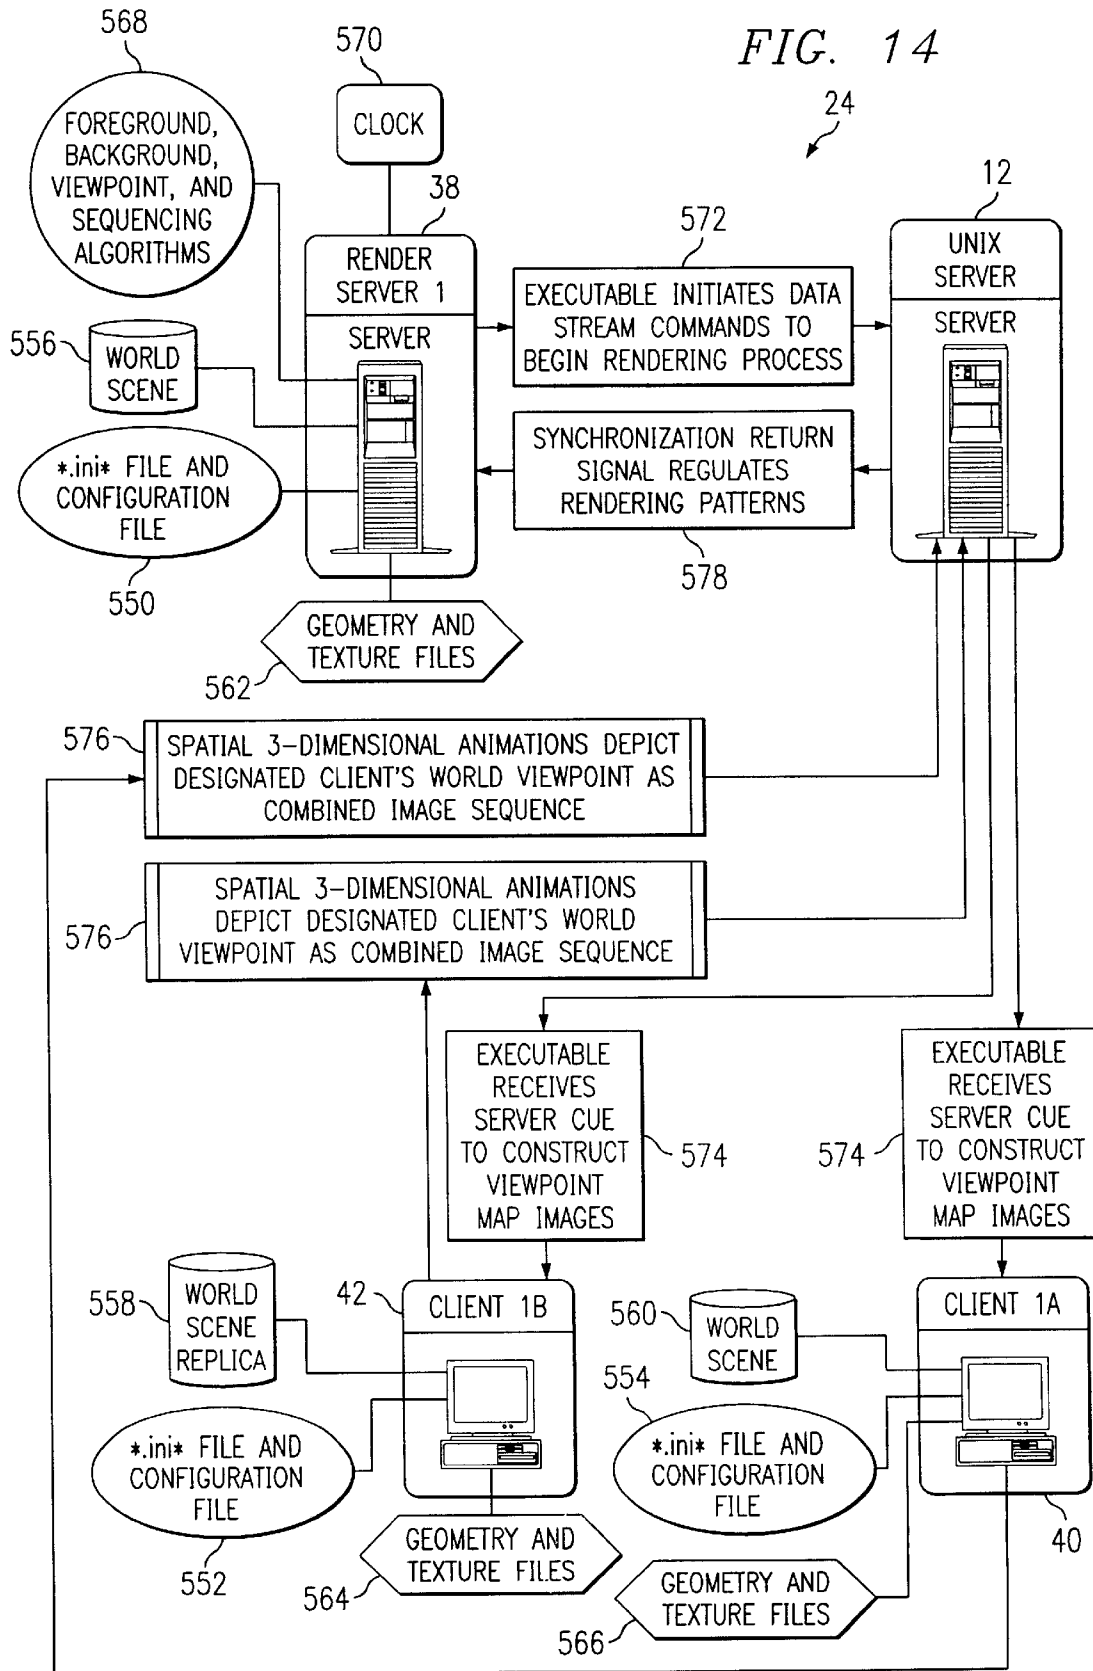 FIG. 14
568
570
24
FOREGROUND,
BACKGROUND,
VIEWPOINT, AND
SEQUENCING
ALGORITHMS
CLOCK
38
572
12
RENDER
SERVER 1
SERVER
EXECUTABLE INITIATES DATA
STREAM COMMANDS TO
BEGIN RENDERING PROCESS
UNIX
SERVER
SERVER
556
WORLD
SCENE
SYNCHRONIZATION RETURN
SIGNAL REGULATES
RENDERING PATTERNS
*.ini* FILE AND
CONFIGURATION
FILE
550
578
GEOMETRY AND
TEXTURE FILES
562
576
SPATIAL 3-DIMENSIONAL ANIMATIONS DEPICT
DESIGNATED CLIENT'S WORLD VIEWPOINT AS
COMBINED IMAGE SEQUENCE
576
SPATIAL 3-DIMENSIONAL ANIMATIONS
DEPICT DESIGNATED CLIENT'S WORLD
VIEWPOINT AS COMBINED IMAGE SEQUENCE
EXECUTABLE
RECEIVES
SERVER CUE
TO CONSTRUCT
VIEWPOINT
MAP IMAGES
574
574
EXECUTABLE
RECEIVES
SERVER CUE
TO CONSTRUCT
VIEWPOINT
MAP IMAGES
558
WORLD
SCENE
REPLICA
42
CLIENT 1B
560
WORLD
SCENE
CLIENT 1A
554
*.ini* FILE AND
CONFIGURATION
FILE
552
*.ini* FILE AND
CONFIGURATION
FILE
40
GEOMETRY AND
TEXTURE FILES
564
GEOMETRY AND
TEXTURE FILES
566